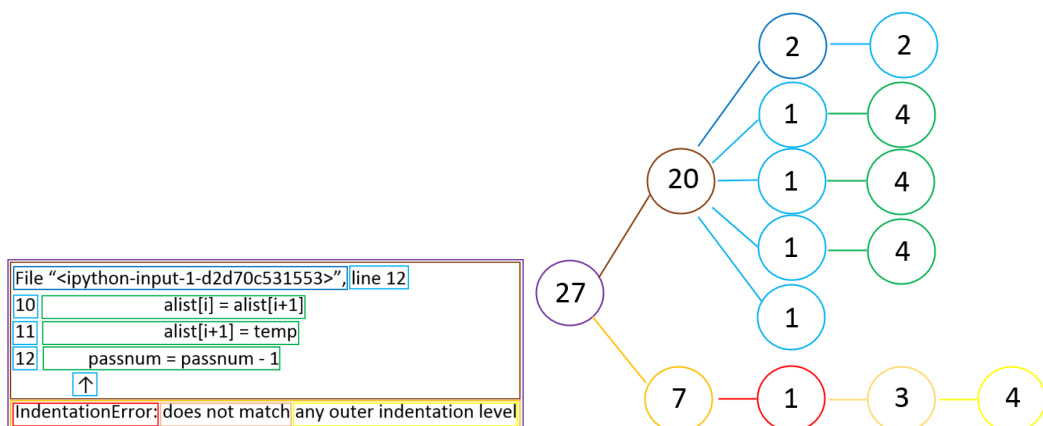 2 2
1 4
20 1 4
1 4
File “<ipython-input-1-d2d70c531553>”, line 12
27
10 alist[i] = alist[i+1]
1
11 alist[i+1] = temp
12 passnum = passnum - 1
↑
7 1 3 4
IndentationError: does not match any outer indentation level